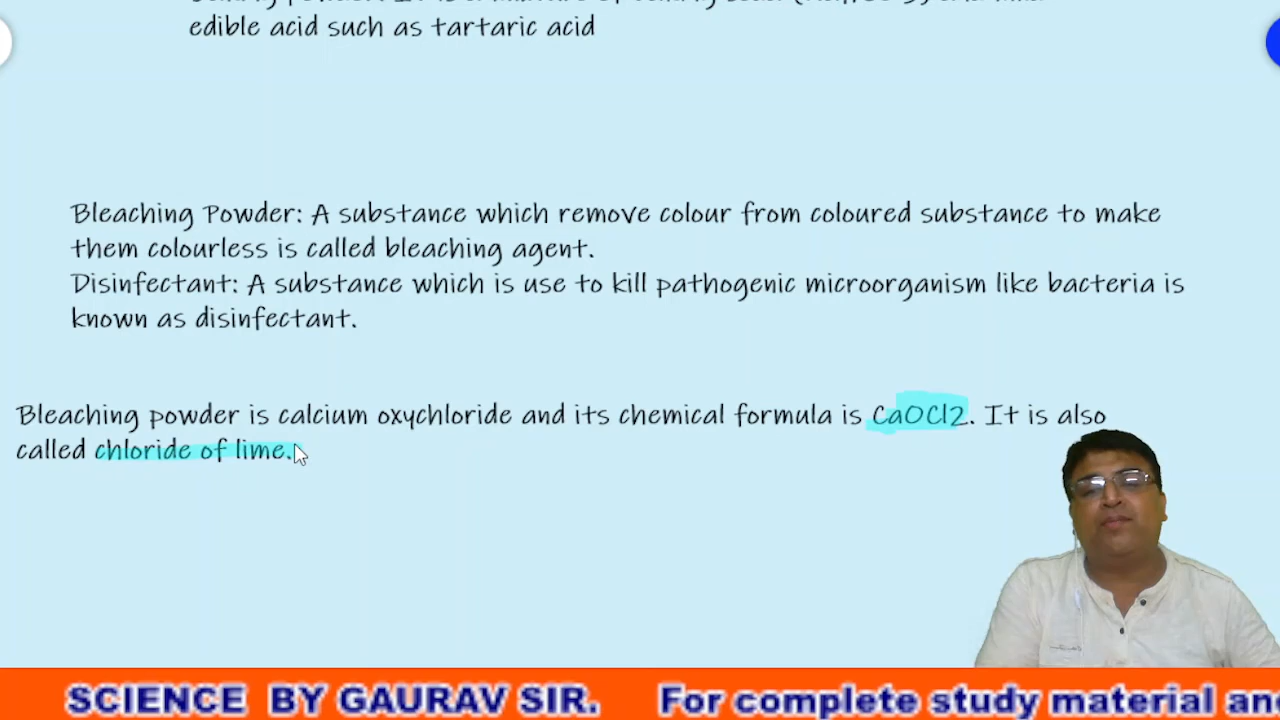 edible acid such as tartaric acid
Bleaching Powder: A substance which remove colour from coloured substance to make
them colourless is called bleaching agent.
Disinfectant: A substance which is use to kill pathogenic microorganism like bacteria is
known as disinfectant.
Bleaching powder is calcium oxychloride and its chemical formula is CaOCl2. It is also
called chloride of lime.
SCIENCE BY GAURAV SIR. For complete study material and